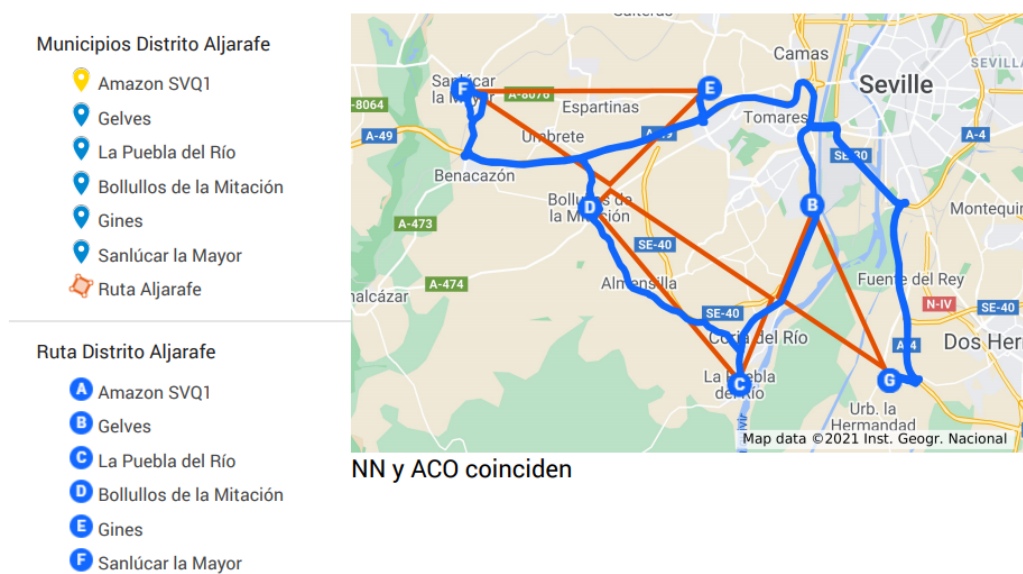 Municipios Distrito Aljarafe
Amazon SVQ1
Gelves
La Puebla del Río
Bollullos de la Mitación
Gines
Sanlúcar la Mayor
Ruta Aljarafe
Ruta Distrito Aljarafe
A Amazon SVQ1
B Gelves
C La Puebla del Río
D Bollullos de la Mitación
E Gines
F Sanlúcar la Mayor
Camas
Seville
SEVILLA
F
E
Sanlúcar
la Mayor
A-8076
-8064
Espartinas
Tomares
A-49
Umbrete
A-49
A-4
SE-30
Benacazón
Bollullos de
la Mitación
D
B
Montequin
A-473
SE-40
A-474
Almensilla
Fuente del Rey
nalcázar
SE-40
N-IV
SE-40
Coria del Río
A-4
Dos Her
La Puebla
del Río
C
G
Urb. la
Hermandad
Map data ©2021 Inst. Geogr. Nacional
NN y ACO coinciden